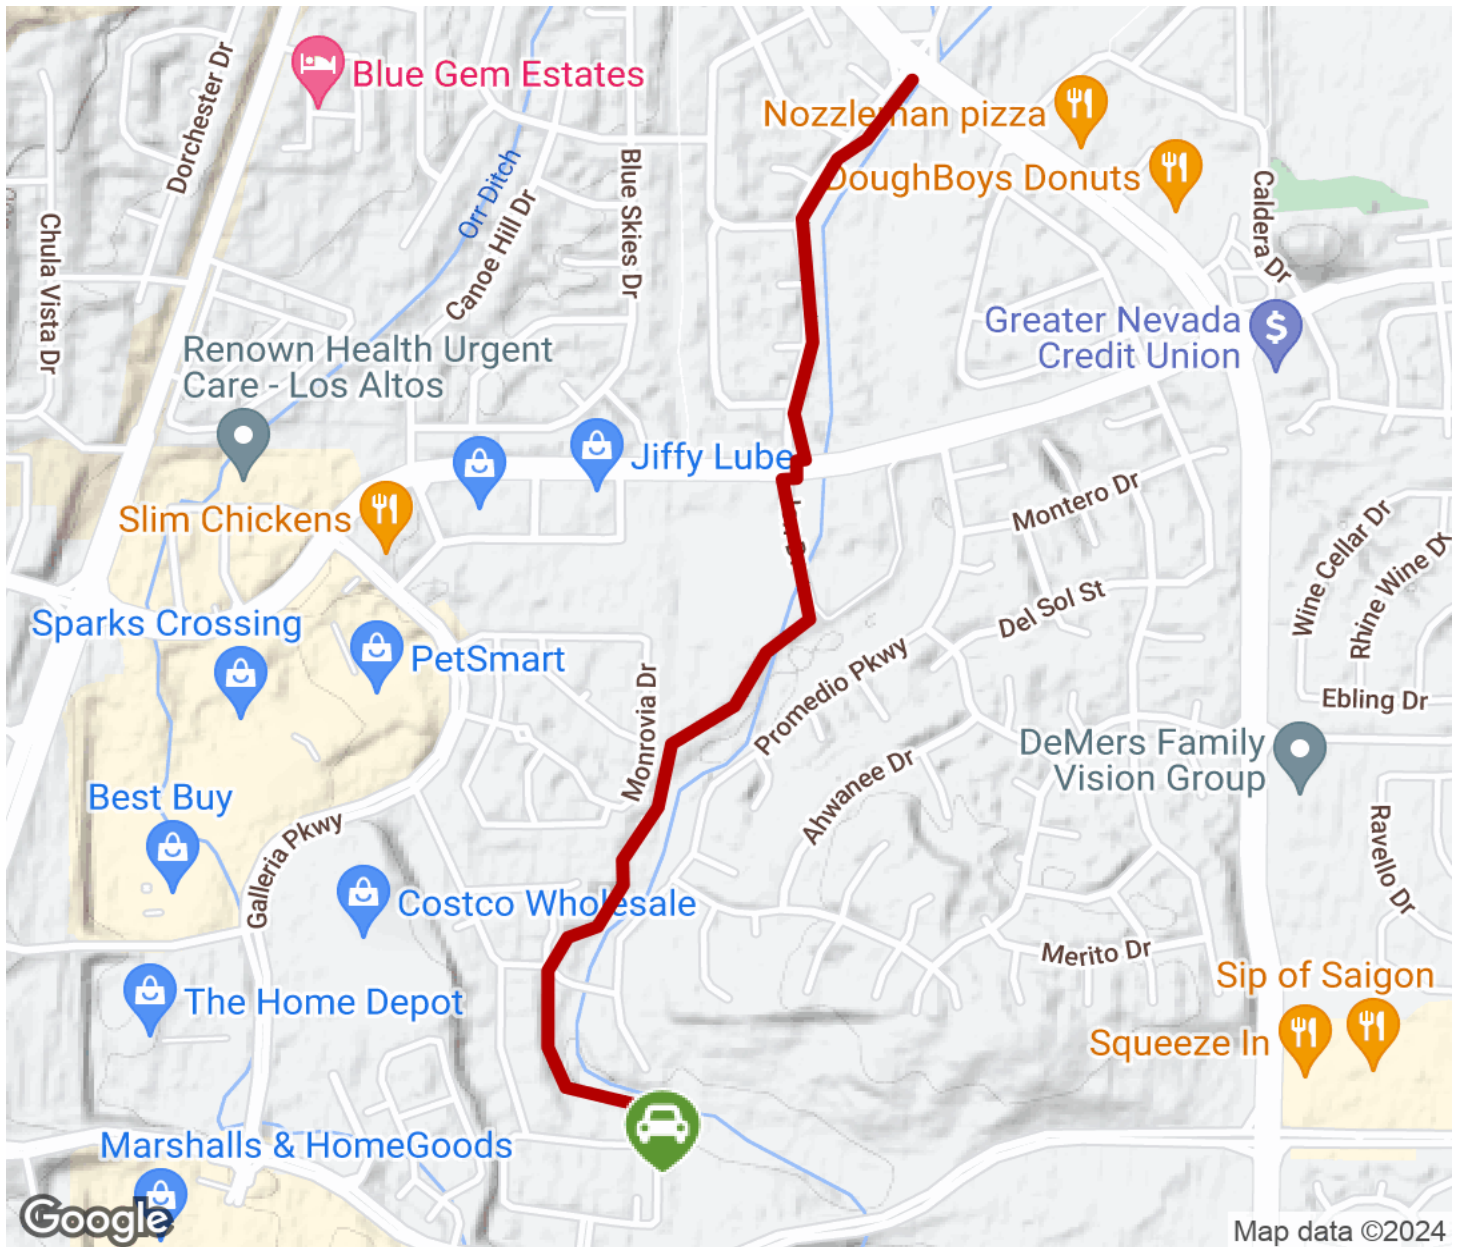 Dorchester Dr
Blue Gem Estates
Nozzleman pizza
DoughBoys Donuts
Orr Ditch
Canoe Hill Dr
Blue Skies Dr
Chula Vista Dr
Caldera Dr
Renown Health Urgent
Care - Los Altos
Greater Nevada
Credit Union
Jiffy Lube
Slim Chickens
Montero Dr
Wine Cellar Dr
Rhine Wine Dr
Sparks Crossing
PetSmart
Del Sol St
Promedio Pkwy
Monrovia Dr
Ebling Dr
DeMers Family
Vision Group
Best Buy
Galleria Pkwy
Ahwanee Dr
Ravello Dr
Costco Wholesale
Merito Dr
The Home Depot
Sip of Saigon
Squeeze In
Marshalls & HomeGoods
Google
Map data ©2024